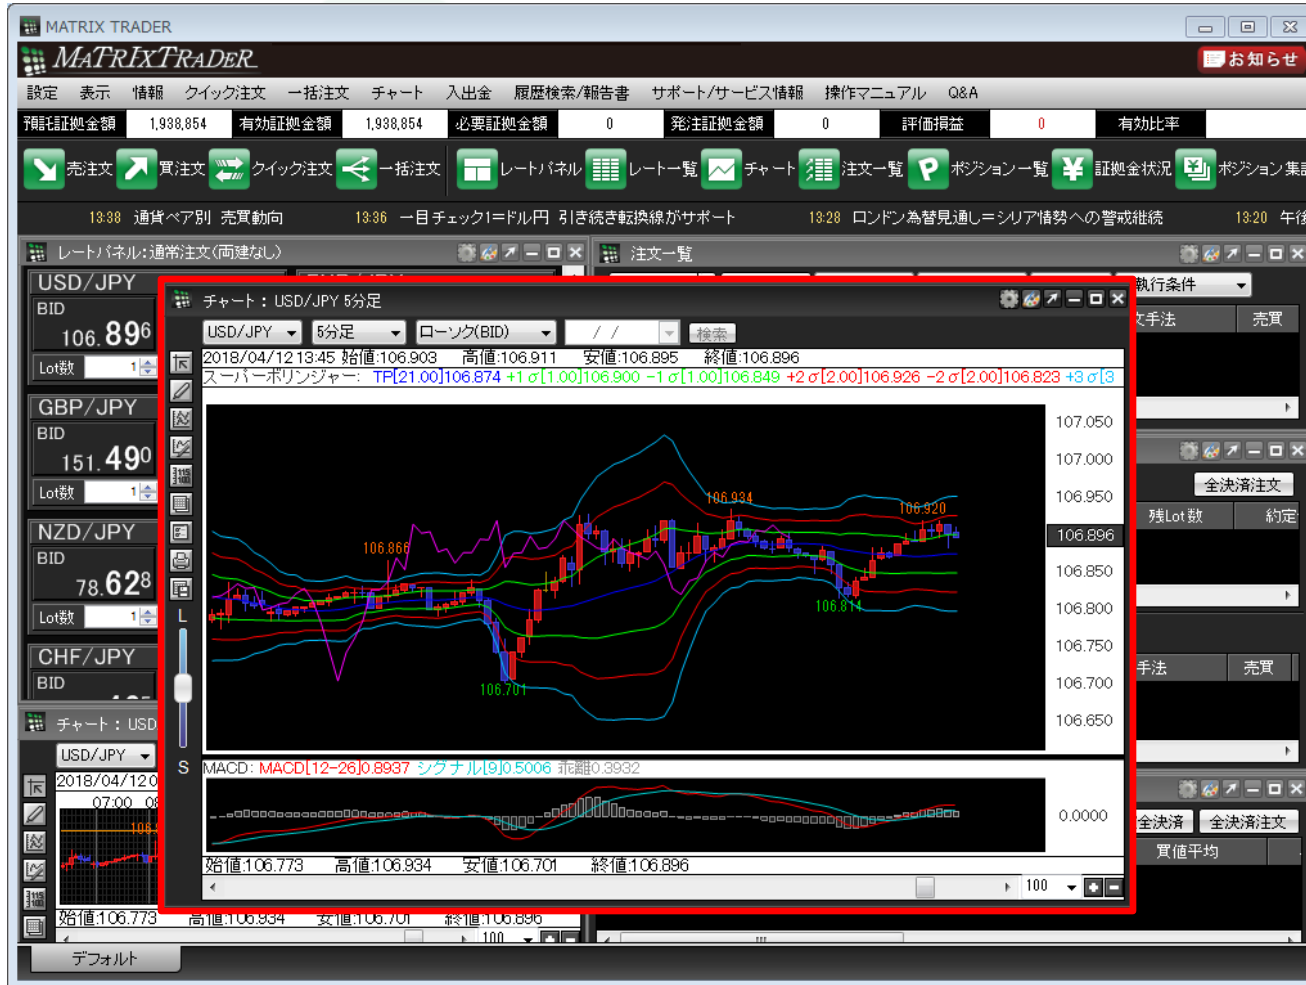 MATRIX TRADER
MATRIXTRADER
お知らせ
設定 表示 情報 クイック注文 一括注文 チャート 入出金 履歴検索/報告書 サポート/サービス情報 操作マニュアル Q&A
預託証拠金額 1,938,854 有効証拠金額 1,938,854 必要証拠金額 0 発注証拠金額 0 評価損益 0 有効比率
売注文 買注文 クイック注文 一括注文 レートパネル レート一覧 チャート 注文一覧 ポジション一覧 証拠金状況 ポジション集
13:38 通貨ペア別 売買動向 13:36 一目チェック1=ドル円 引き続き転換線がサポート 13:28 ロンドン為替見通し=シリア情勢への警戒継続 13:20 午後
レートパネル:通常注文(両建なし)
注文一覧
USD/JPY
BID
106.896
Lot数 1
GBP/JPY
BID
151.490
Lot数 1
NZD/JPY
BID
78.628
Lot数 1
CHF/JPY
BID
執行条件
文手法 売買
全決済注文
残Lot数 約定
手法 売買
全決済 全決済注文
買値平均
チャート : USD/JPY 5分足
USD/JPY 5分足 ローソク(BID) / / 検索
2018/04/12 13:45 始値:106.903 高値:106.911 安値:106.895 終値:106.896
スーパーボリンジャー: TP[21.00]106.874 +1σ[1.00]106.900 −1σ[1.00]106.849 +2σ[2.00]106.926 −2σ[2.00]106.823 +3σ[3
107.050
107.000
106.950
106.896
106.850
106.800
106.750
106.700
106.650
106.934
106.920
106.866
106.814
106.701
L
S
MACD: MACD[12-26]0.8937 シグナル[9]0.5006 乖離0.3932
0.0000
始値:106.773 高値:106.934 安値:106.701 終値:106.896
100
チャート : USD
USD/JPY
2018/04/12 0
07:00
始値:106.773 高値:106.934 安値:106.701 終値:106.896
100
デフォルト